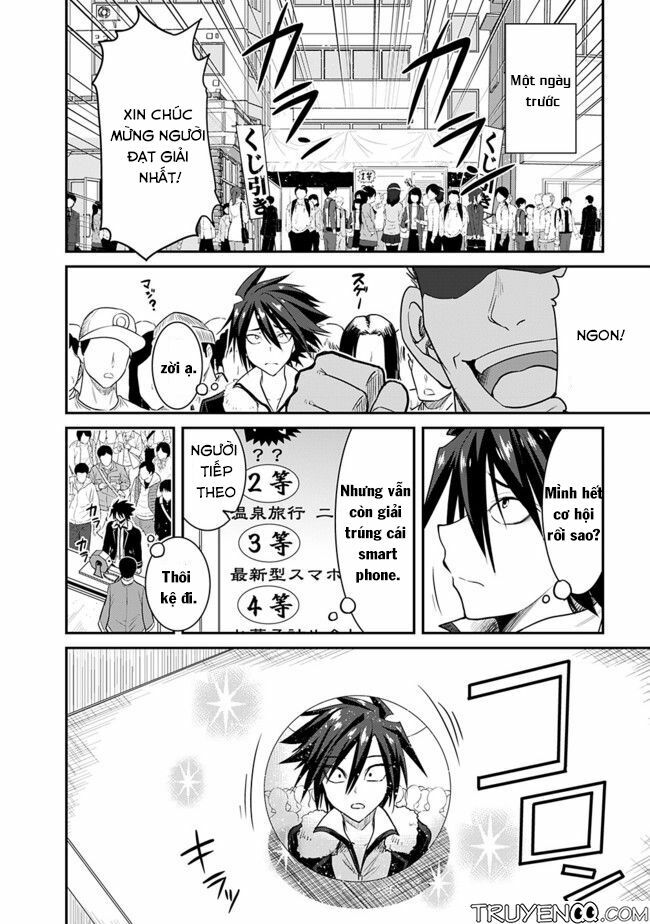 Một ngày
trước
カラン
カラン
XIN CHÚC
MỪNG NGƯỜI
ĐẠT GIẢI
NHẤT!
くじ引き
くじ引き
NGON!
スゲー
マジ?
zời ạ.
Mình hết
cơ hội
rồi sao?
Nhưng vẫn
còn giải
trúng cái
smart
phone.
??
2等
温泉旅行 二
3等
最新型スマホ
4等
NGƯỜI
TIẾP
THEO
Thôi
kệ đi.
コロン
TRUYENQQ.COM